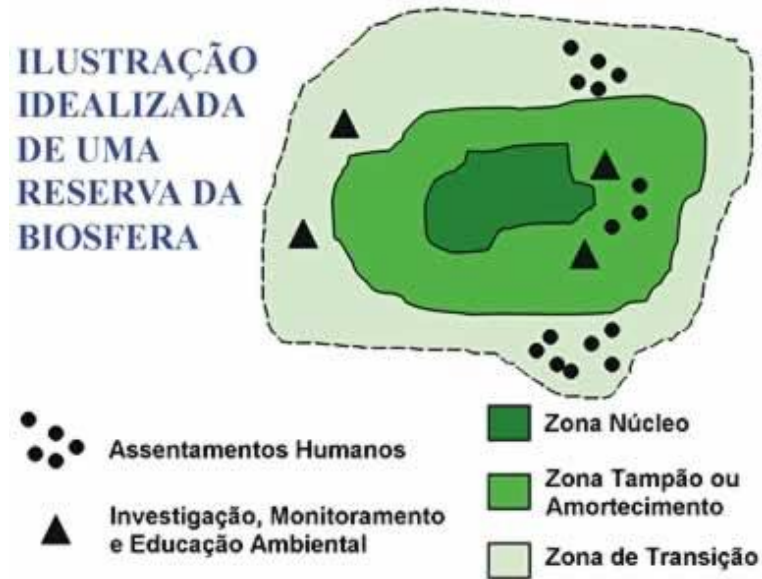 ILUSTRAÇÃO
IDEALIZADA
DE UMA
RESERVA DA
BIOSFERA
Assentamentos Humanos
Investigação, Monitoramento
e Educação Ambiental
Zona Núcleo
Zona Tampão ou
Amortecimento
Zona de Transição